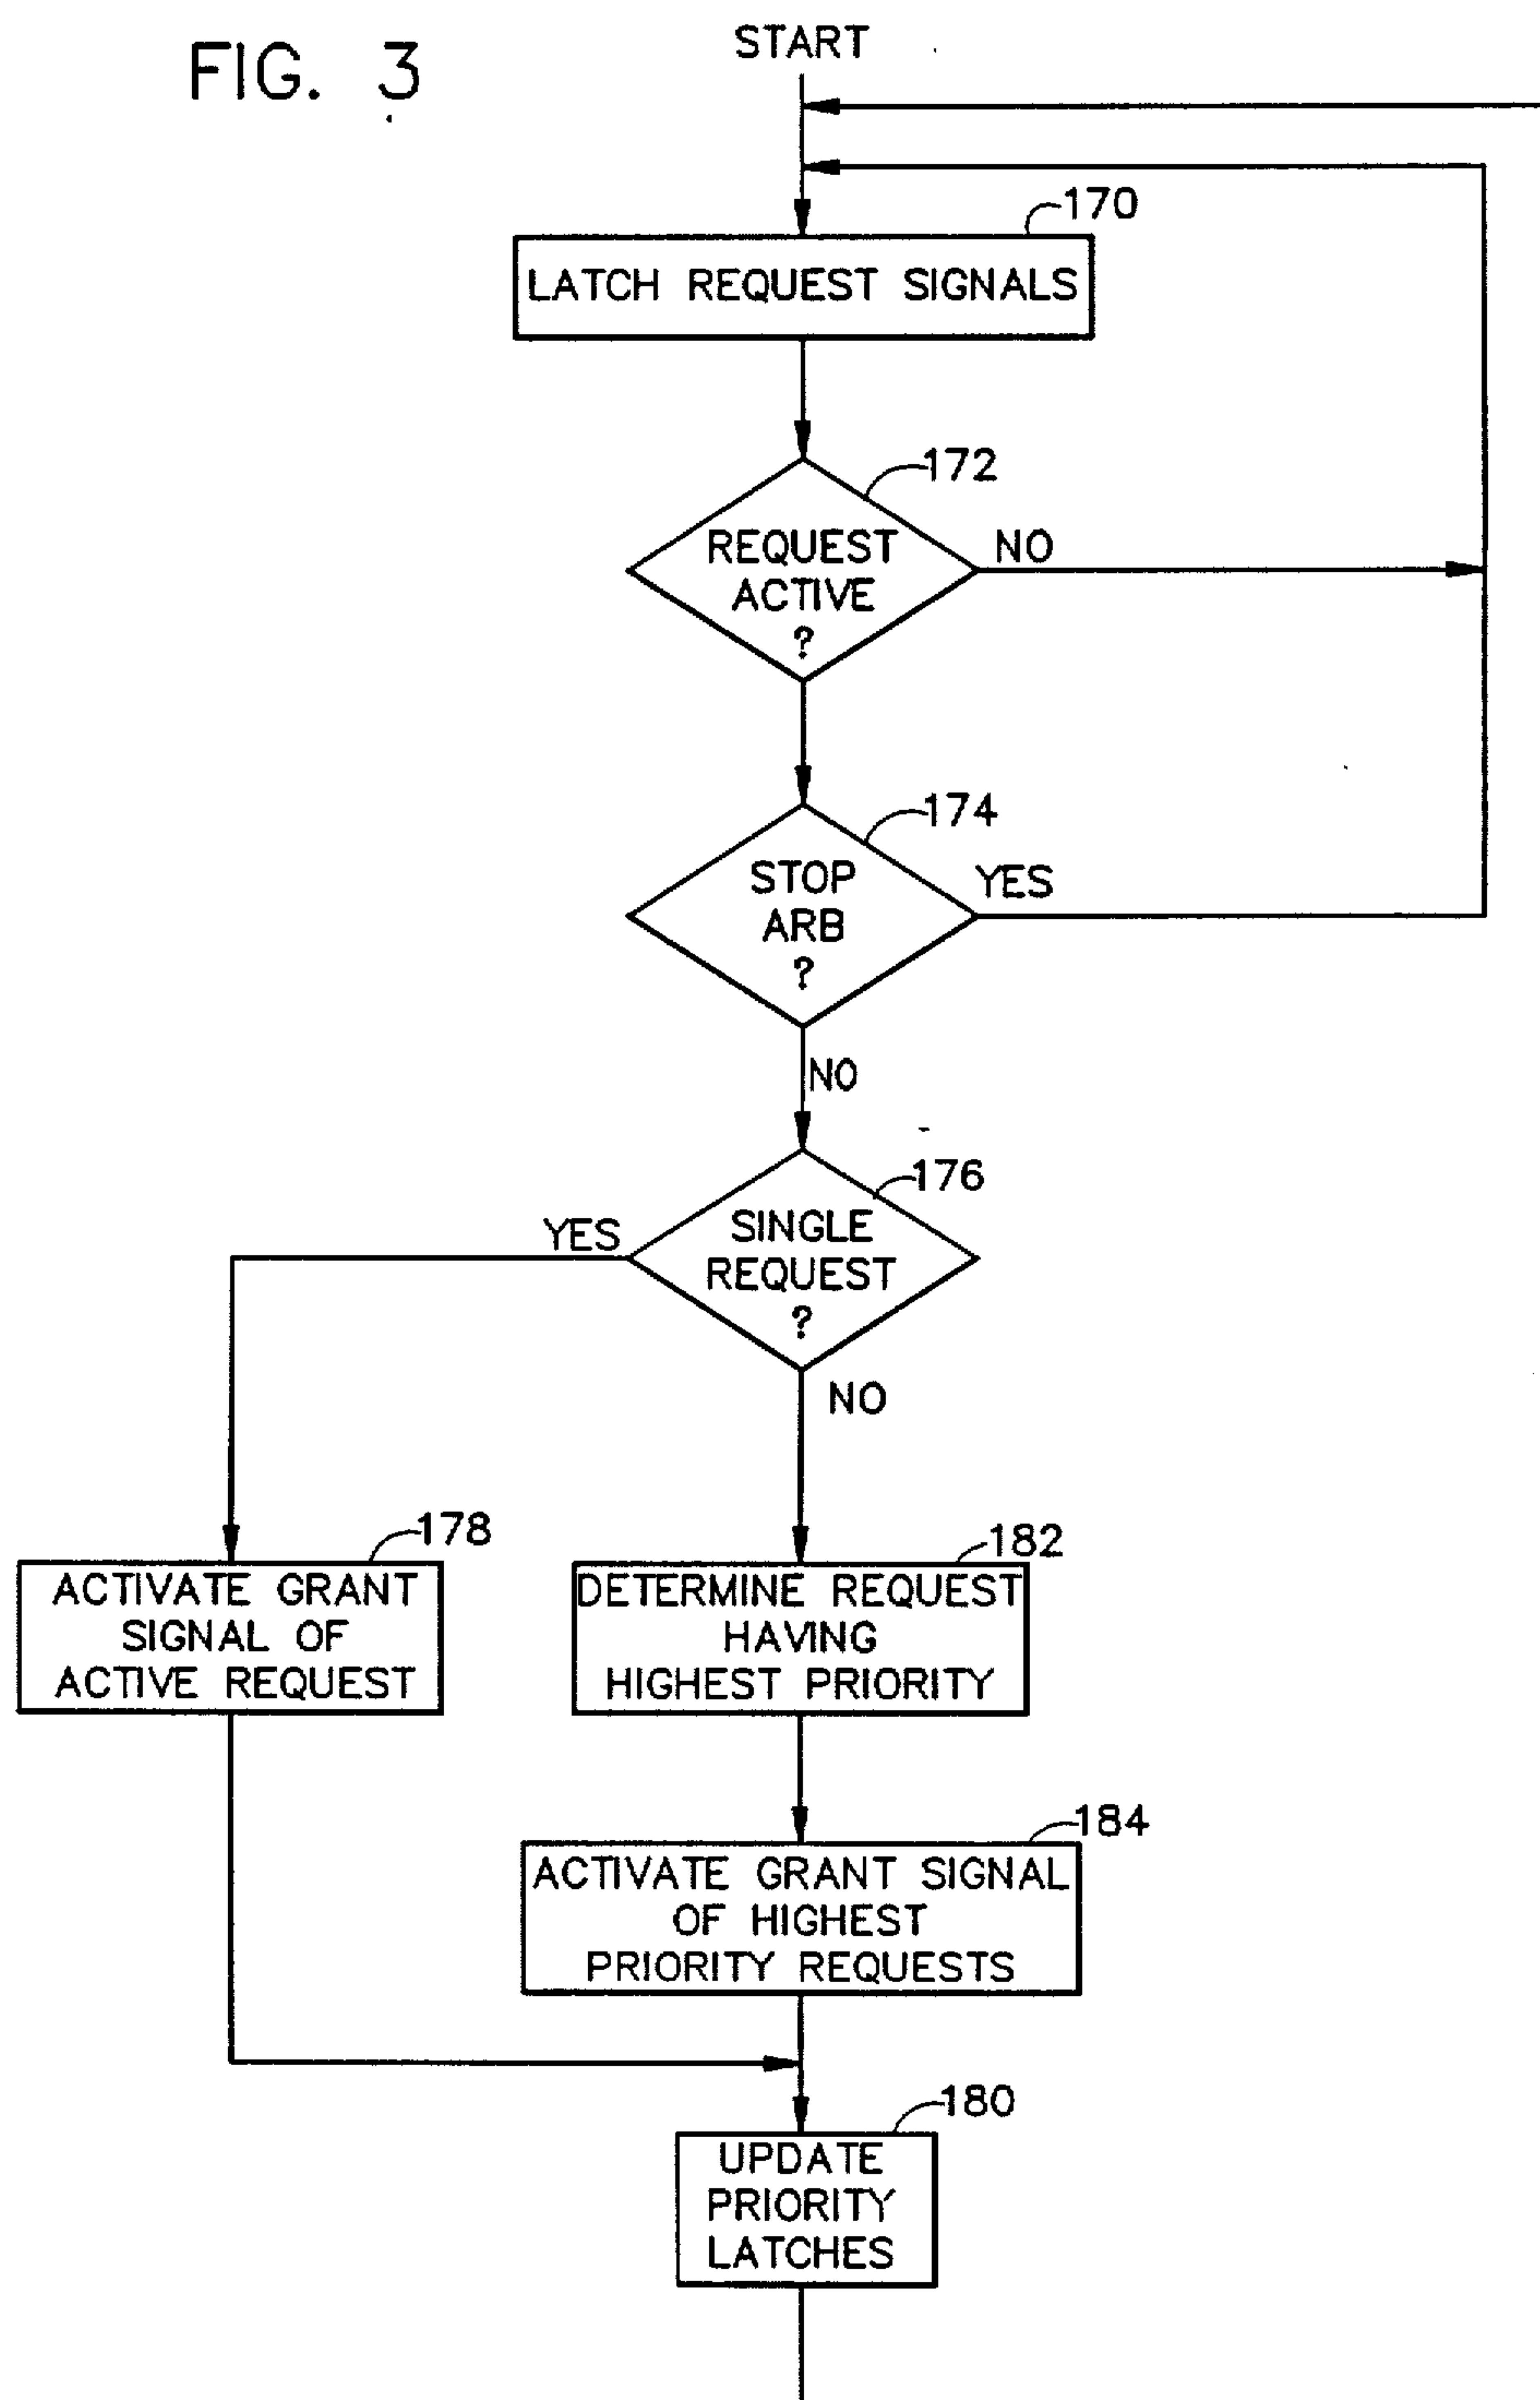 FIG. 3
START
170
LATCH REQUEST SIGNALS
172
REQUEST
ACTIVE
?
NO
174
STOP
ARB
?
YES
NO
176
SINGLE
REQUEST
?
YES
NO
178
ACTIVATE GRANT
SIGNAL OF
ACTIVE REQUEST
182
DETERMINE REQUEST
HAVING
HIGHEST PRIORITY
184
ACTIVATE GRANT SIGNAL
OF HIGHEST
PRIORITY REQUESTS
180
UPDATE
PRIORITY
LATCHES